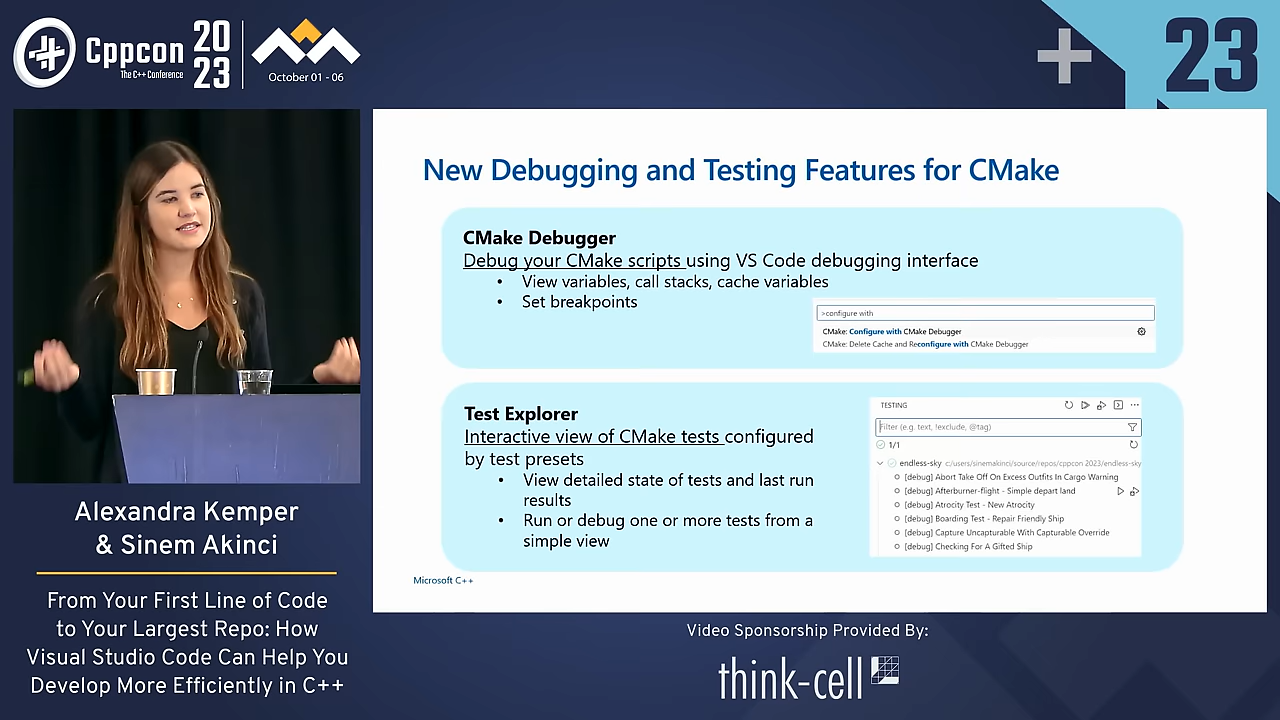 Cppcon
The C++ Conference
20
23
October 01 - 06
23
New Debugging and Testing Features for CMake
CMake Debugger
Debug your CMake scripts using VS Code debugging interface
• View variables, call stacks, cache variables
• Set breakpoints
>configure with
CMake: Configure with CMake Debugger
CMake: Delete Cache and Reconfigure with CMake Debugger
Test Explorer
Interactive view of CMake tests configured
by test presets
• View detailed state of tests and last run
results
• Run or debug one or more tests from a
simple view
TESTING
Filter (e.g. text, !exclude, @tag)
1/1
endless-sky c:/users/sinemakinci/source/repos/cppcon 2023/endless-sky
[debug] Abort Take Off On Excess Outfits In Cargo Warning
[debug] Afterburner-flight - Simple depart land
[debug] Atrocity Test - New Atrocity
[debug] Boarding Test - Repair Friendly Ship
[debug] Capture Uncapturable With Capturable Override
[debug] Checking For A Gifted Ship
Microsoft C++
Alexandra Kemper
& Sinem Akinci
From Your First Line of Code
to Your Largest Repo: How
Visual Studio Code Can Help You
Develop More Efficiently in C++
Video Sponsorship Provided By:
think-cell